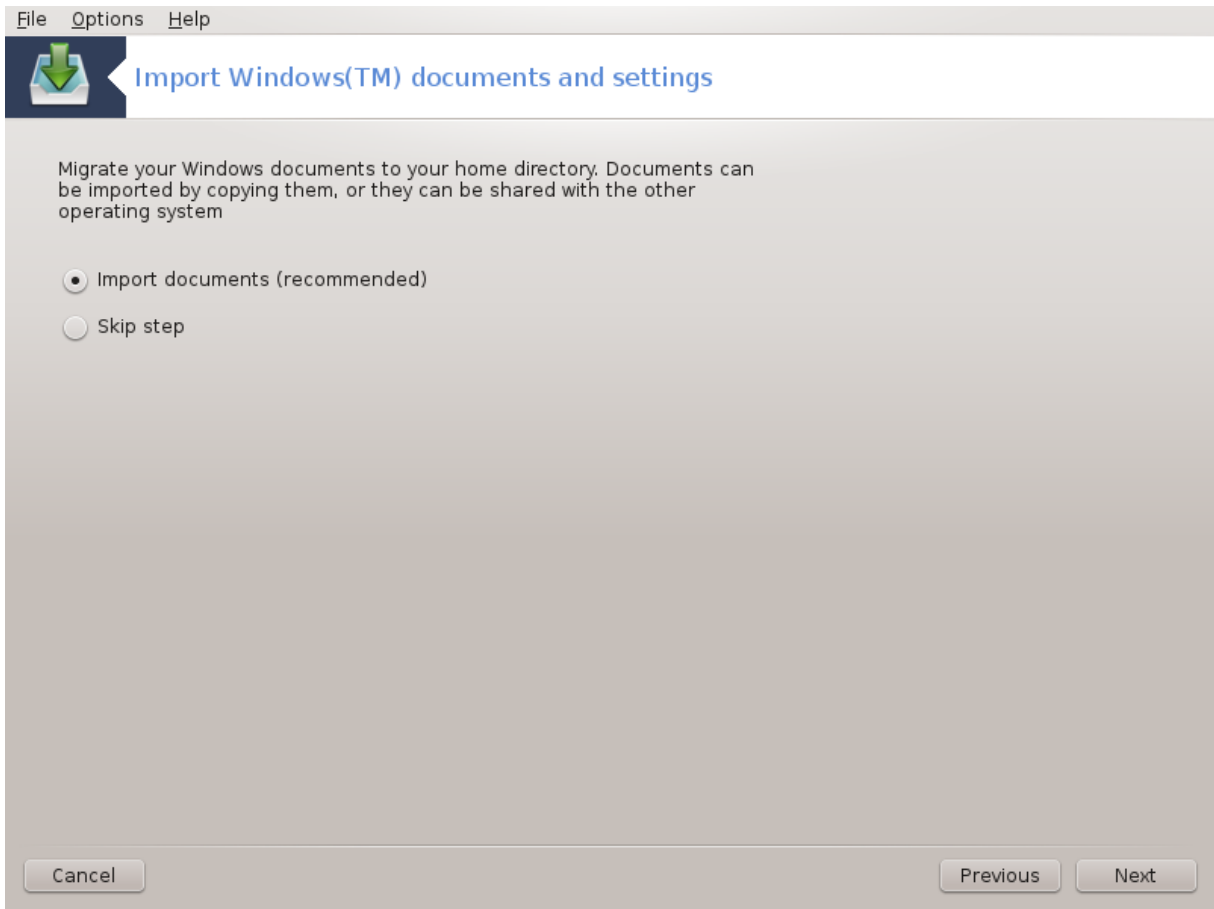 File Options Help
Import Windows(TM) documents and settings
Migrate your Windows documents to your home directory. Documents can
be imported by copying them, or they can be shared with the other
operating system
Import documents (recommended)
Skip step
Cancel Previous Next